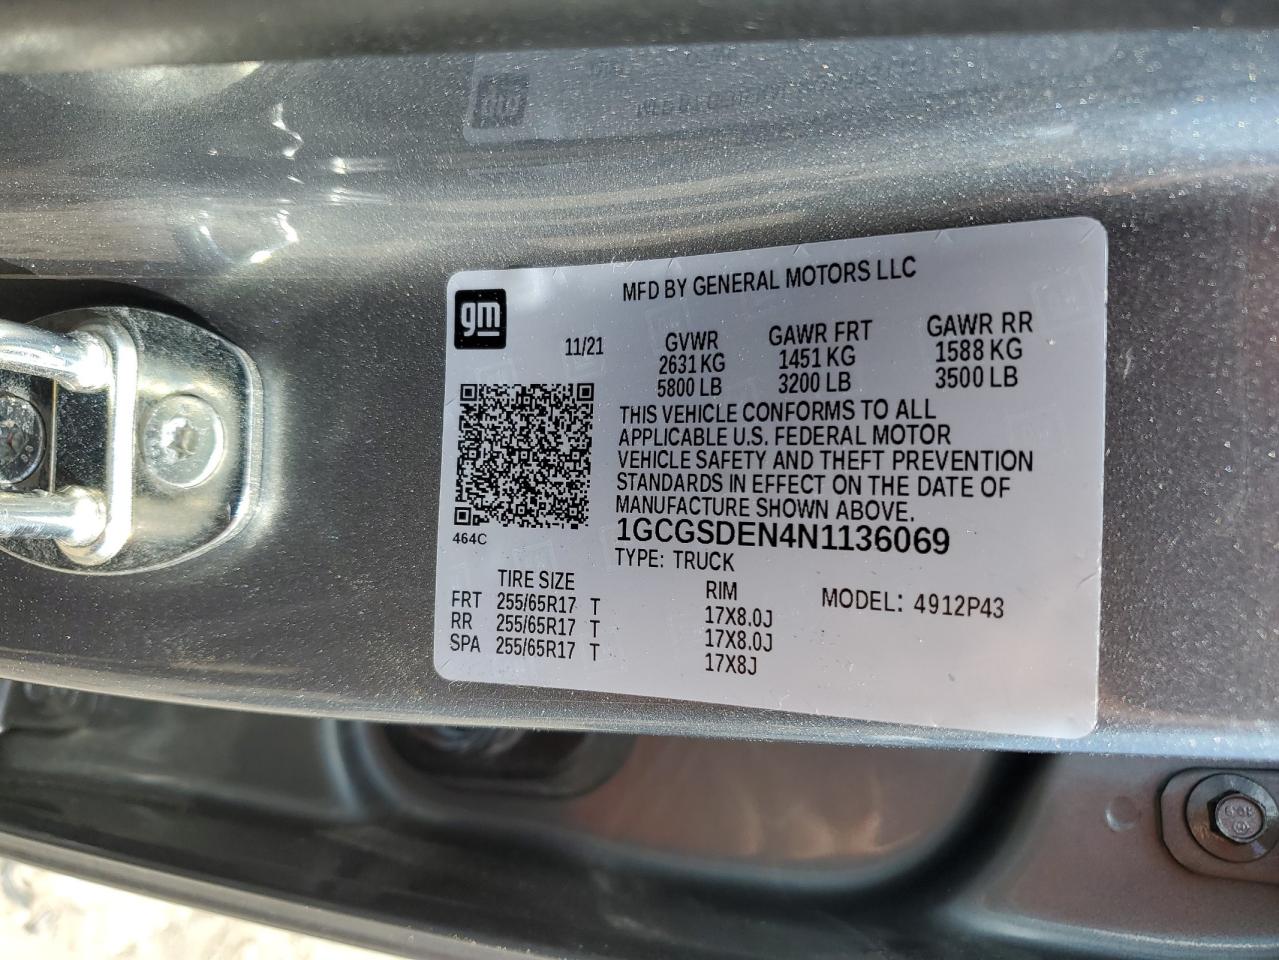 MFD BY GENERAL MOTORS LLC
gm
11/21
GVWR GAWR FRT GAWR RR
2631 KG 1451 KG 1588 KG
5800 LB 3200 LB 3500 LB
THIS VEHICLE CONFORMS TO ALL
APPLICABLE U.S. FEDERAL MOTOR
VEHICLE SAFETY AND THEFT PREVENTION
STANDARDS IN EFFECT ON THE DATE OF
MANUFACTURE SHOWN ABOVE.
464C
1GCGSDEN4N1136069
TYPE: TRUCK
TIRE SIZE RIM MODEL: 4912P43
FRT 255/65R17 T 17X8.0J
RR 255/65R17 T 17X8.0J
SPA 255/65R17 T 17X8J